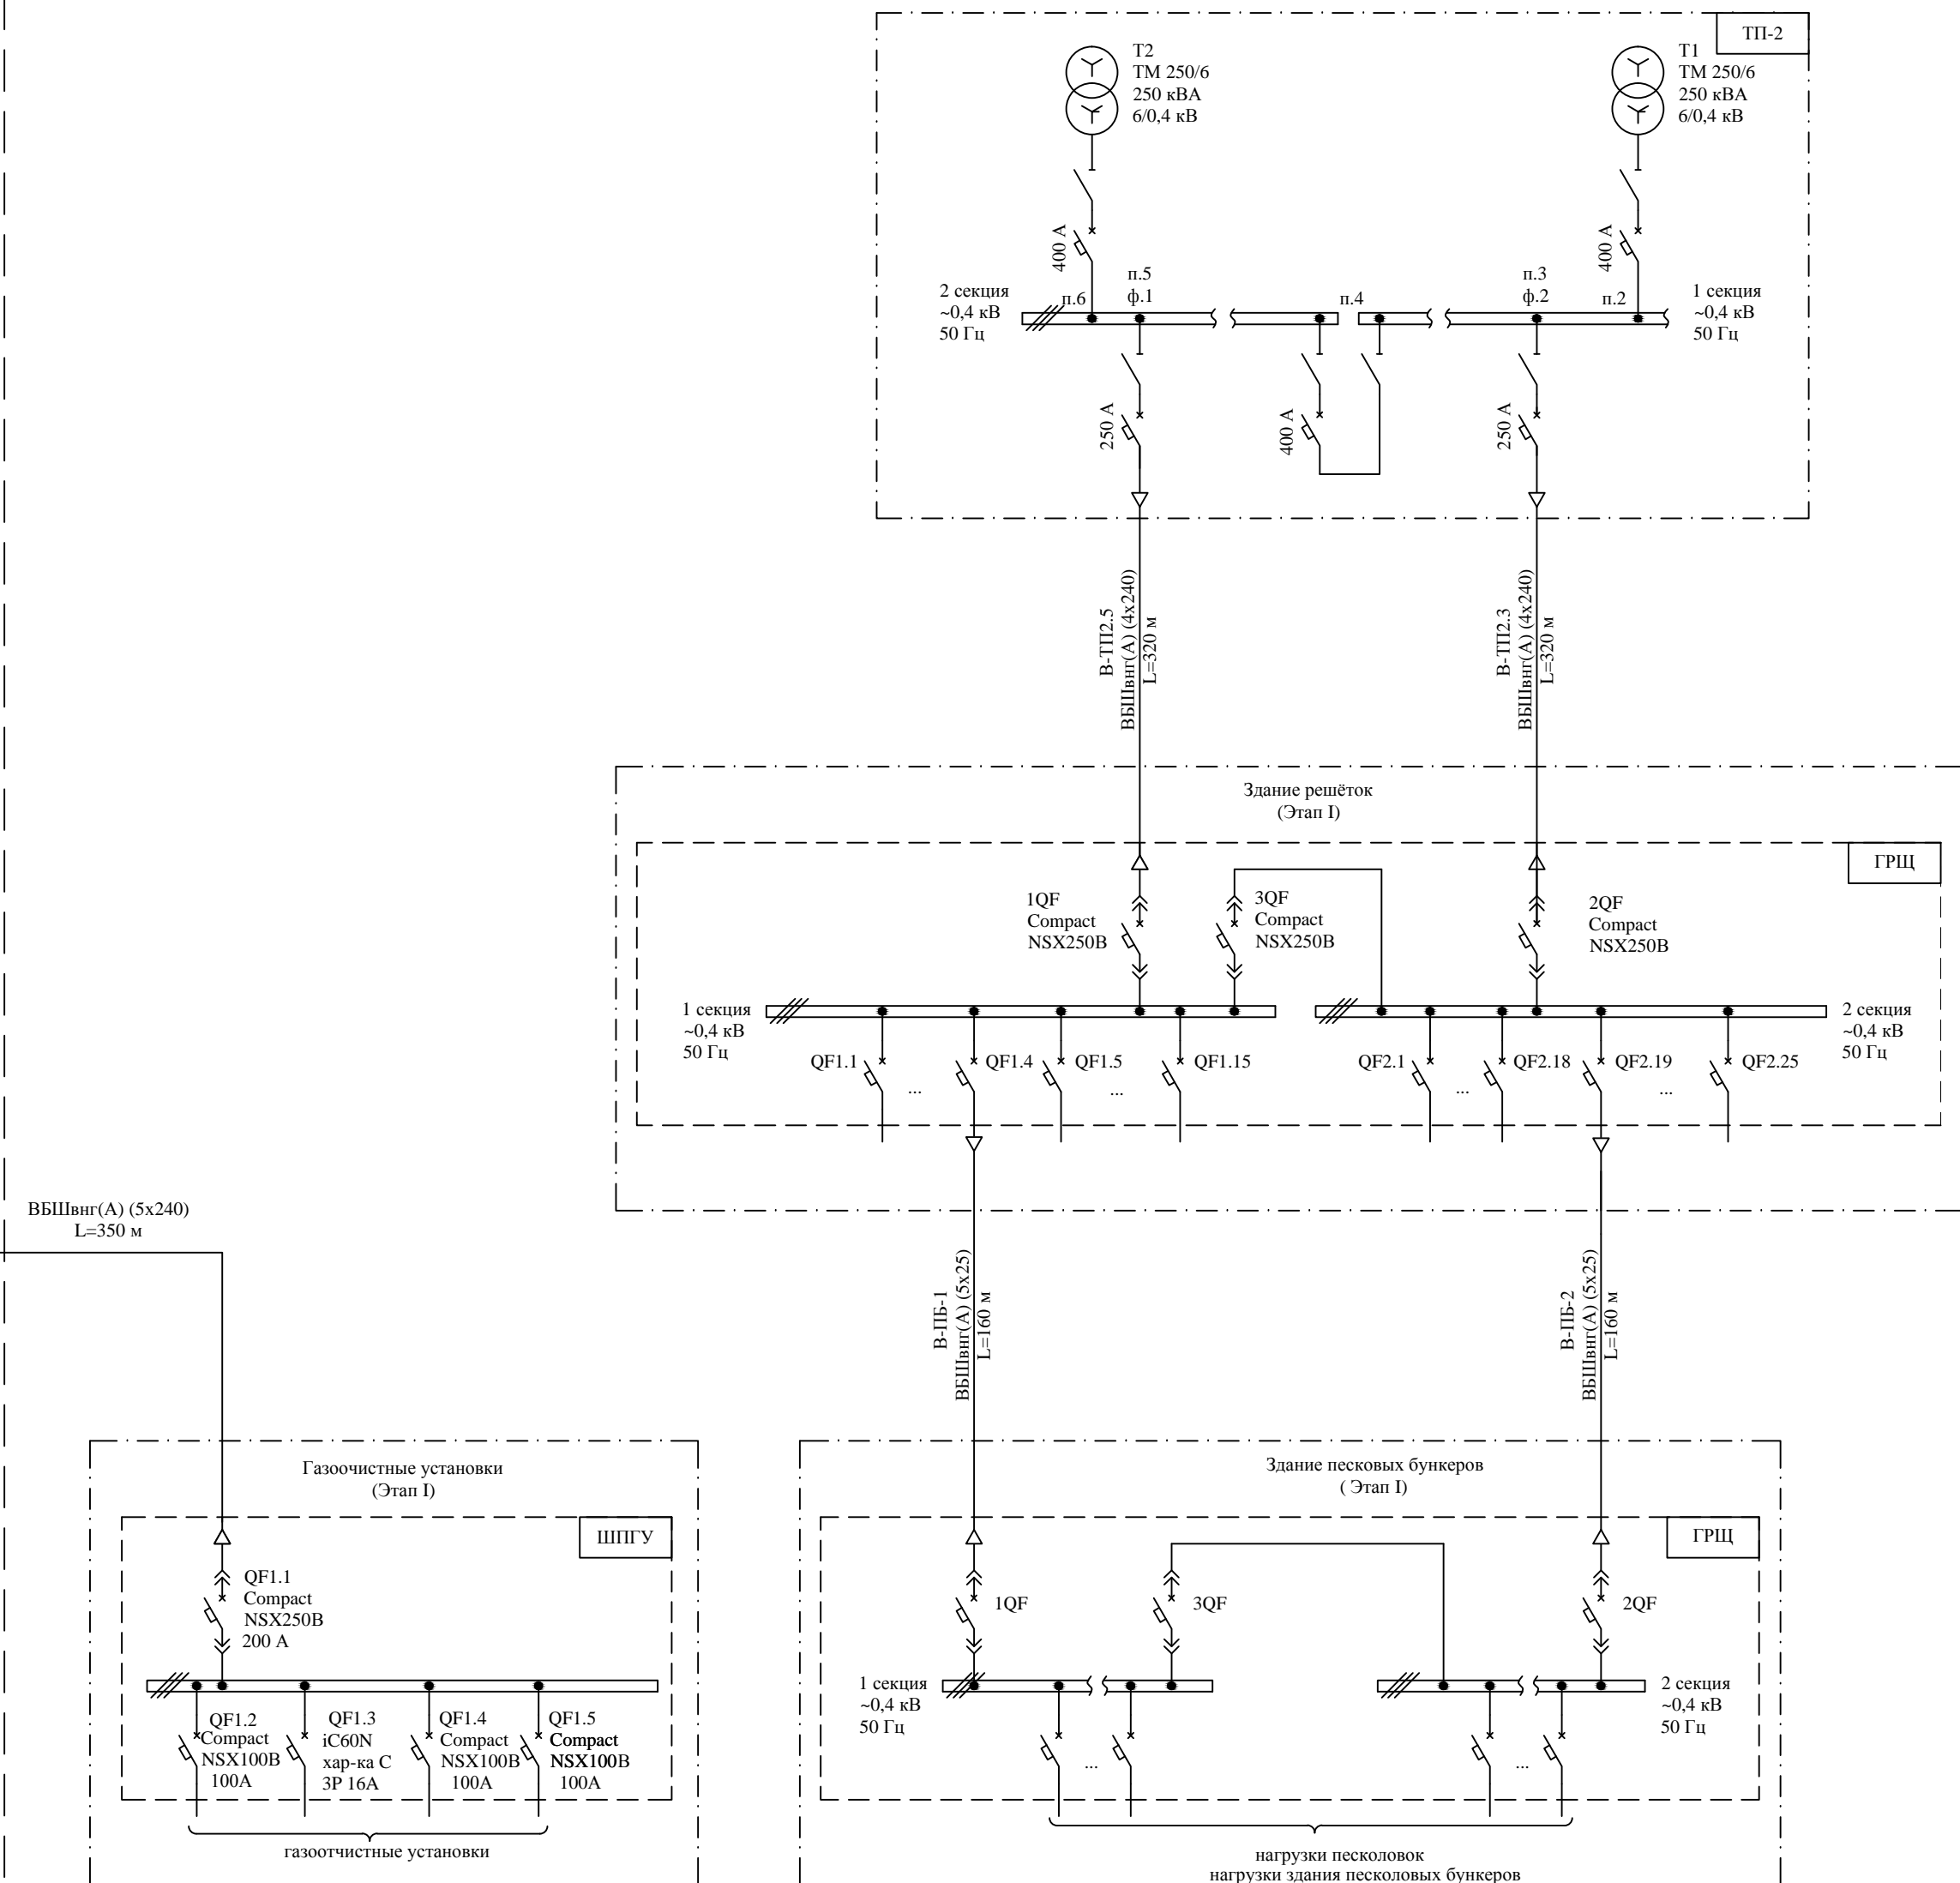 ТП-2
Т2
ТМ 250/6
250 кВА
6/0,4 кВ
Т1
ТМ 250/6
250 кВА
6/0,4 кВ
400 А
400 А
2 секция
~0,4 кВ
50 Гц
п.6
п.5
ф.1
п.4
п.3
ф.2
п.2
1 секция
~0,4 кВ
50 Гц
250 А
400 А
250 А
В-ТП2.5
ВБШвнг(А) (4х240)
L=320 м
В-ТП2.3
ВБШвнг(А) (4х240)
L=320 м
Здание решёток
(Этап I)
ГРЩ
1QF
Compact
NSX250B
3QF
Compact
NSX250B
2QF
Compact
NSX250B
1 секция
~0,4 кВ
50 Гц
2 секция
~0,4 кВ
50 Гц
QF1.1
...
QF1.4
QF1.5
...
QF1.15
QF2.1
...
QF2.18
QF2.19
...
QF2.25
ВБШвнг(А) (5х240)
L=350 м
В-ПБ-1
ВБШвнг(А) (5х25)
L=160 м
В-ПБ-2
ВБШвнг(А) (5х25)
L=160 м
Газоочистные установки
(Этап I)
ШПГУ
QF1.1
Compact
NSX250B
200 А
QF1.2
Compact
NSX100B
100А
QF1.3
iC60N
хар-ка С
3Р 16А
QF1.4
Compact
NSX100B
100А
QF1.5
Compact
NSX100B
100А
газоотчистные установки
Здание песковых бункеров
( Этап I)
ГРЩ
1QF
3QF
2QF
1 секция
~0,4 кВ
50 Гц
2 секция
~0,4 кВ
50 Гц
...
...
нагрузки песколовок
нагрузки здания песколовых бункеров